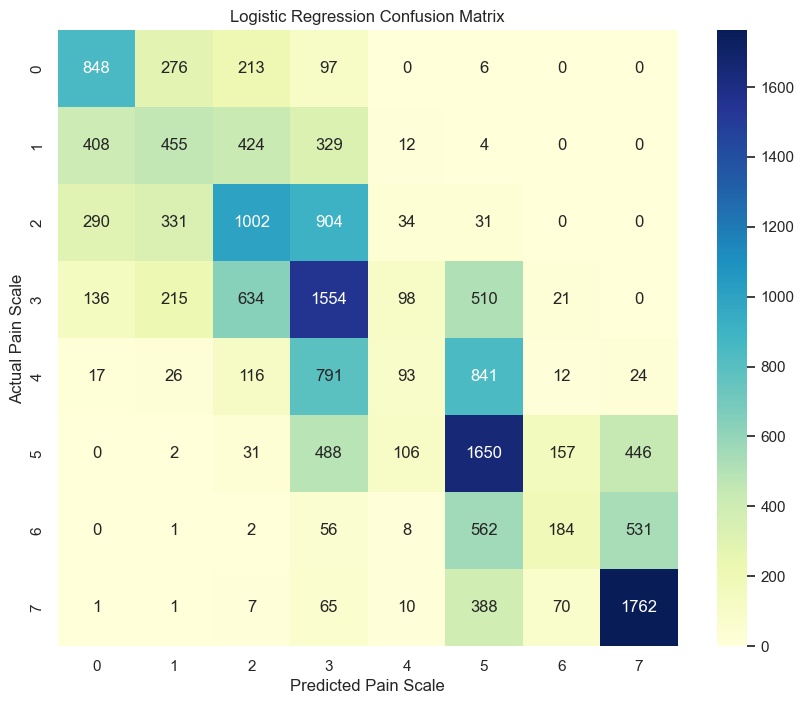 Logistic Regression Confusion Matrix
Actual Pain Scale
0 848 276 213 97 0 6 0 0
1 408 455 424 329 12 4 0 0
2 290 331 1002 904 34 31 0 0
3 136 215 634 1554 98 510 21 0
4 17 26 116 791 93 841 12 24
5 0 2 31 488 106 1650 157 446
6 0 1 2 56 8 562 184 531
7 1 1 7 65 10 388 70 1762
0 1 2 3 4 5 6 7
Predicted Pain Scale
1600
1400
1200
1000
800
600
400
200
0